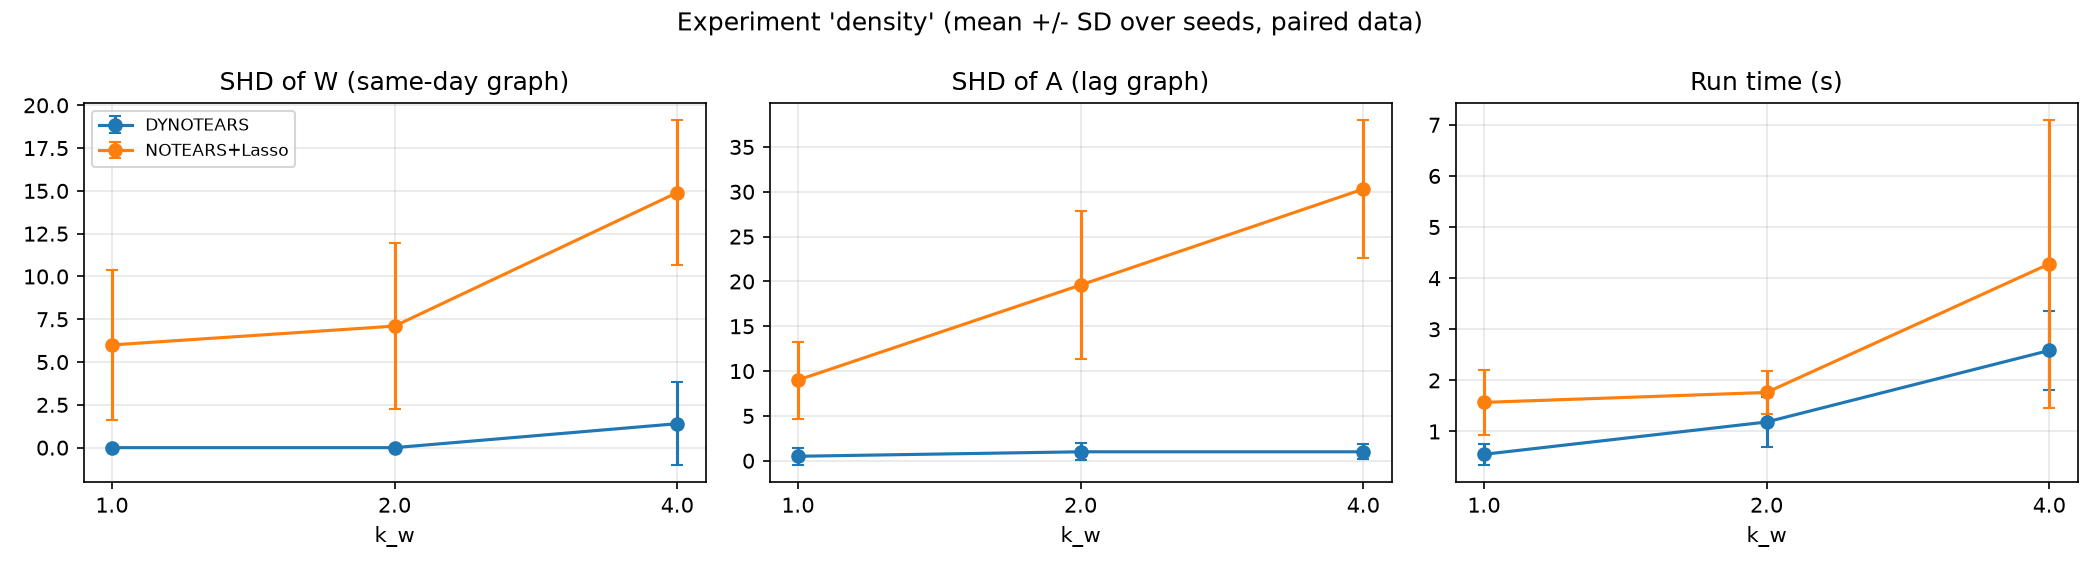 Experiment 'density' (mean +/- SD over seeds, paired data)
SHD of W (same-day graph)
20.0
17.5
15.0
12.5
10.0
7.5
5.0
2.5
0.0
DYNOTEARS
NOTEARS+Lasso
1.0 2.0 4.0
k_w
SHD of A (lag graph)
35
30
25
20
15
10
5
0
1.0 2.0 4.0
k_w
Run time (s)
7
6
5
4
3
2
1
1.0 2.0 4.0
k_w